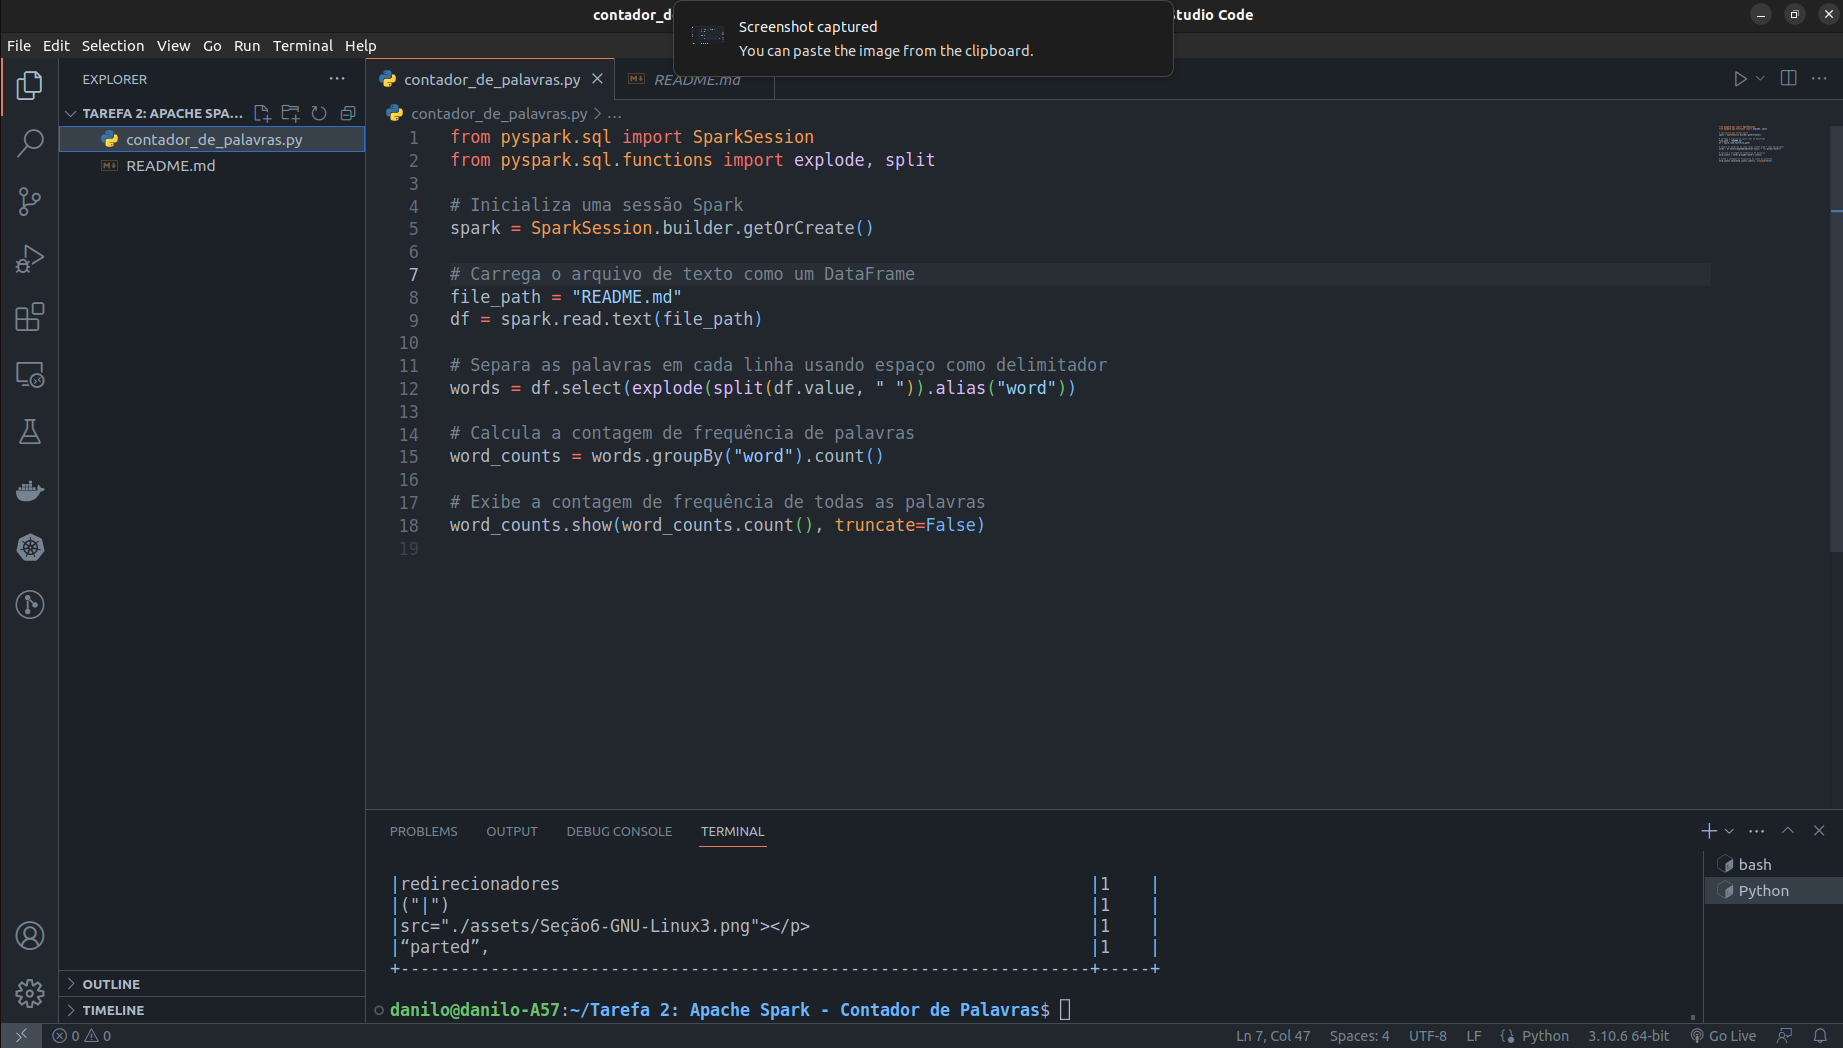 contador_de
Studio Code
Screenshot captured
You can paste the image from the clipboard.
File Edit Selection View Go Run Terminal Help
EXPLORER
TAREFA 2: APACHE SPA...
contador_de_palavras.py
README.md
OUTLINE
TIMELINE
contador_de_palavras.py
README.md
contador_de_palavras.py > ...
1 from pyspark.sql import SparkSession
2 from pyspark.sql.functions import explode, split
3
4 # Inicializa uma sessão Spark
5 spark = SparkSession.builder.getOrCreate()
6
7 # Carrega o arquivo de texto como um DataFrame
8 file_path = "README.md"
9 df = spark.read.text(file_path)
10
11 # Separa as palavras em cada linha usando espaço como delimitador
12 words = df.select(explode(split(df.value, " ")).alias("word"))
13
14 # Calcula a contagem de frequência de palavras
15 word_counts = words.groupBy("word").count()
16
17 # Exibe a contagem de frequência de todas as palavras
18 word_counts.show(word_counts.count(), truncate=False)
19
PROBLEMS OUTPUT DEBUG CONSOLE TERMINAL
|redirecionadores |1 |
|("|") |1 |
|src="./assets/Seção6-GNU-Linux3.png"></p> |1 |
|“parted”, |1 |
+---------------------------------------------------------------------+-----+
danilo@danilo-A57:~/Tarefa 2: Apache Spark - Contador de Palavras$
bash
Python
0 0
Ln 7, Col 47 Spaces: 4 UTF-8 LF Python 3.10.6 64-bit Go Live